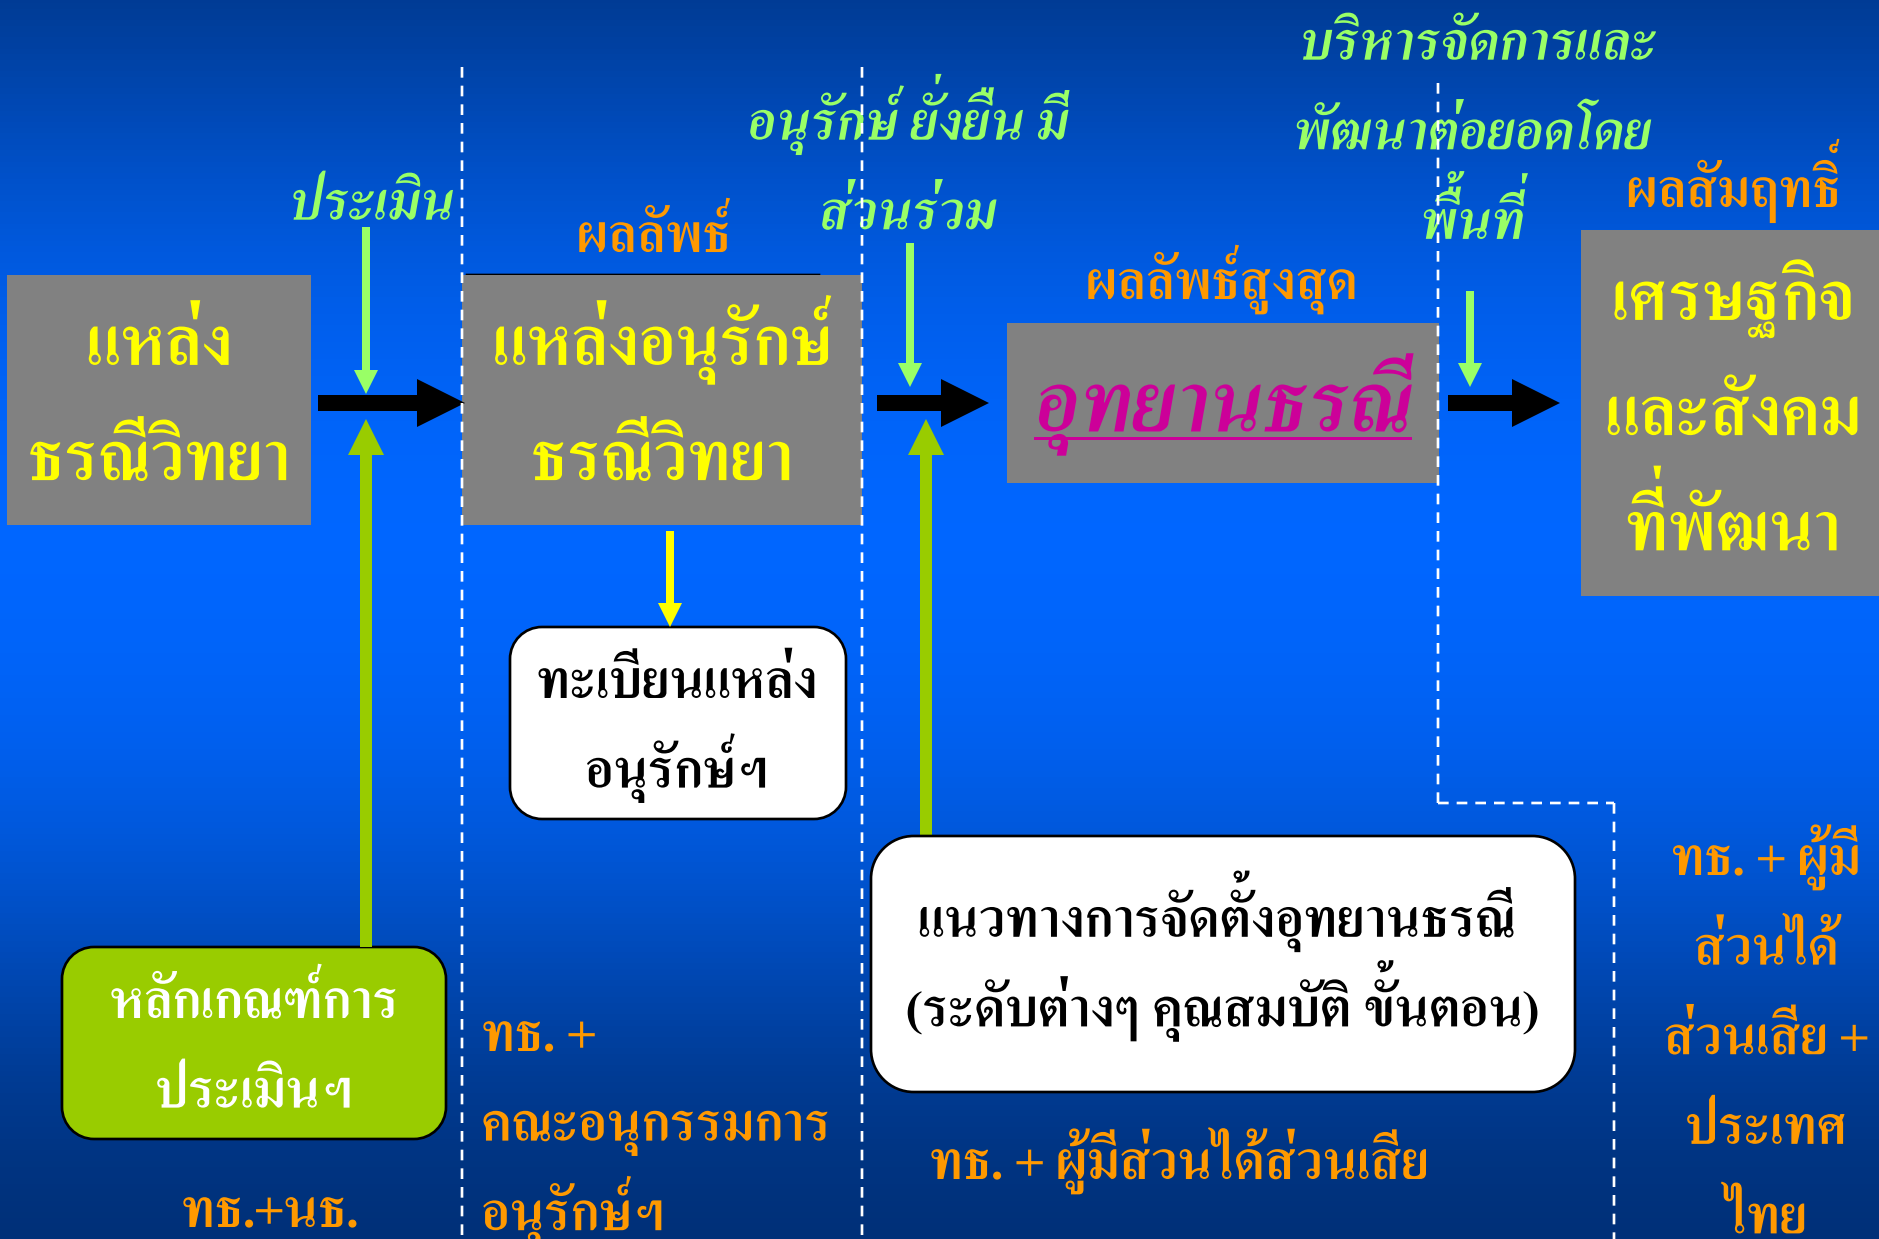 บริหารจัดการและ
พัฒนาต่อยอดโดย
พื้นที่
อนุรักษ์ ยั่งยืน มี
ส่วนร่วม
ประเมิน
ผลลัพธ์
ผลลัพธ์สูงสุด
ผลสัมฤทธิ์
แหล่ง
ธรณีวิทยา
แหล่งอนุรักษ์
ธรณีวิทยา
อุทยานธรณี
เศรษฐกิจ
และสังคม
ที่พัฒนา
ทะเบียนแหล่ง
อนุรักษ์ฯ
แนวทางการจัดตั้งอุทยานธรณี
(ระดับต่างๆ คุณสมบัติ ขั้นตอน)
หลักเกณฑ์การ
ประเมินฯ
ทธ.+นธ.
ทธ. +
คณะอนุกรรมการ
อนุรักษ์ฯ
ทธ. + ผู้มีส่วนได้ส่วนเสีย
ทธ. + ผู้มี
ส่วนได้
ส่วนเสีย +
ประเทศ
ไทย